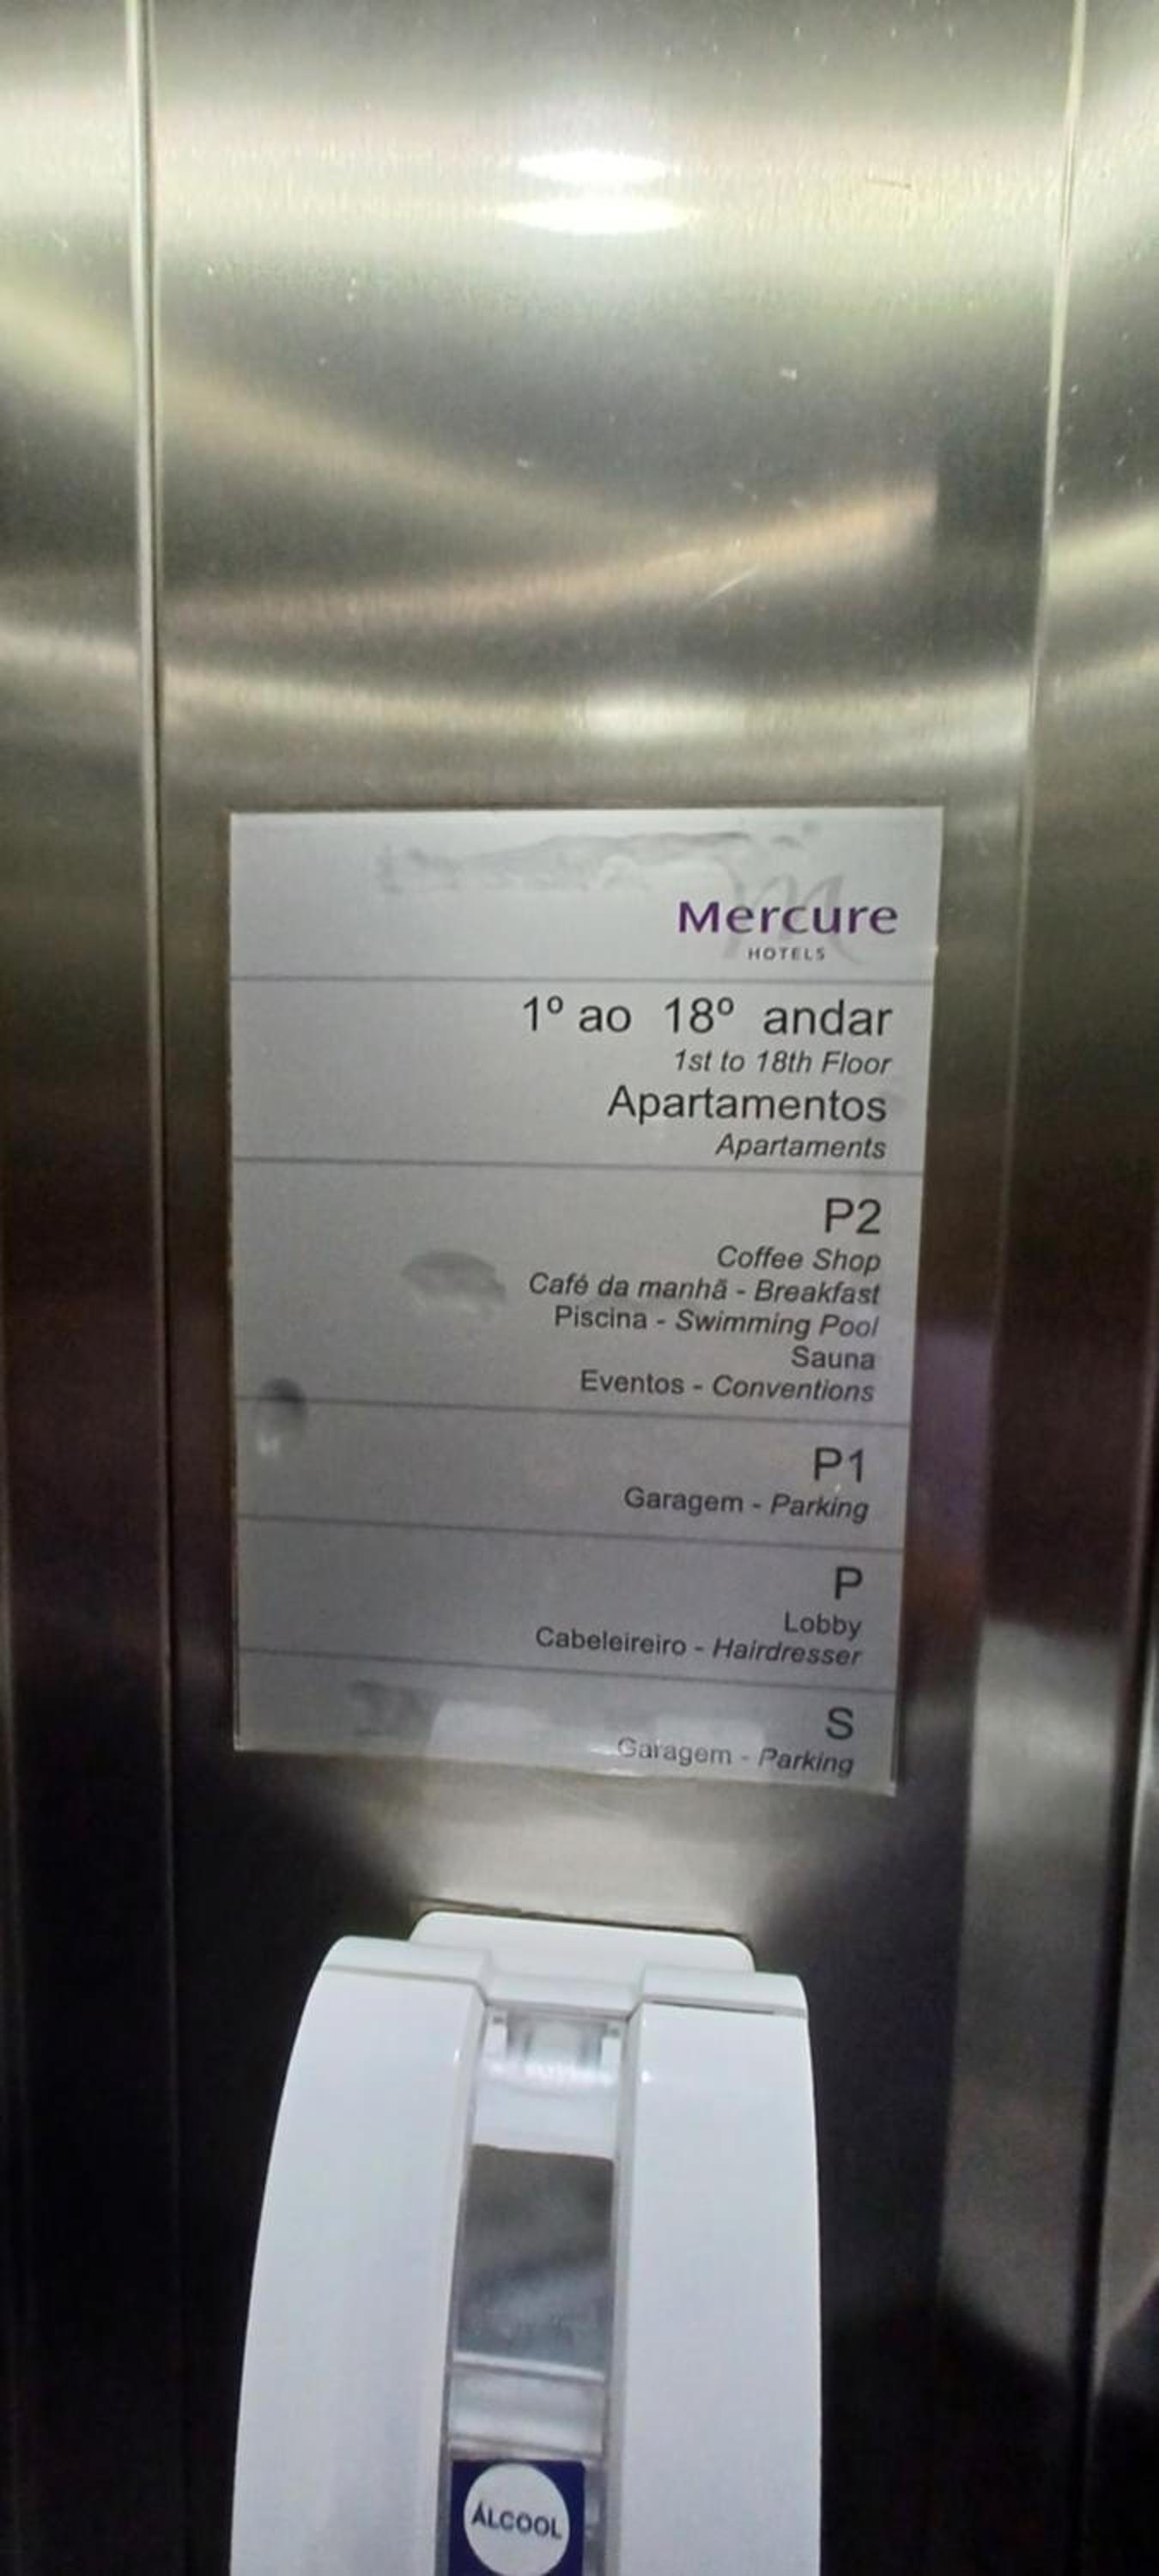 Mercure
HOTELS
1º ao 18º andar
1st to 18th Floor
Apartamentos
Apartaments
P2
Coffee Shop
Café da manhã - Breakfast
Piscina - Swimming Pool
Sauna
Eventos - Conventions
P1
Garagem - Parking
P
Lobby
Cabeleireiro - Hairdresser
S
Garagem - Parking
ÁLCOOL